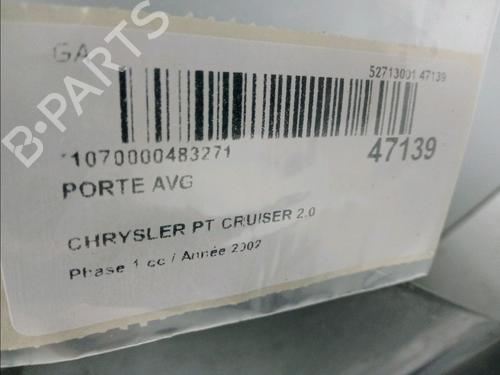 GA
B-PARTS
52713001 47139
*1070000483271
47139
PORTE AVG
CHRYSLER PT CRUISER 2.0
Phase 1 cc / Année 2002